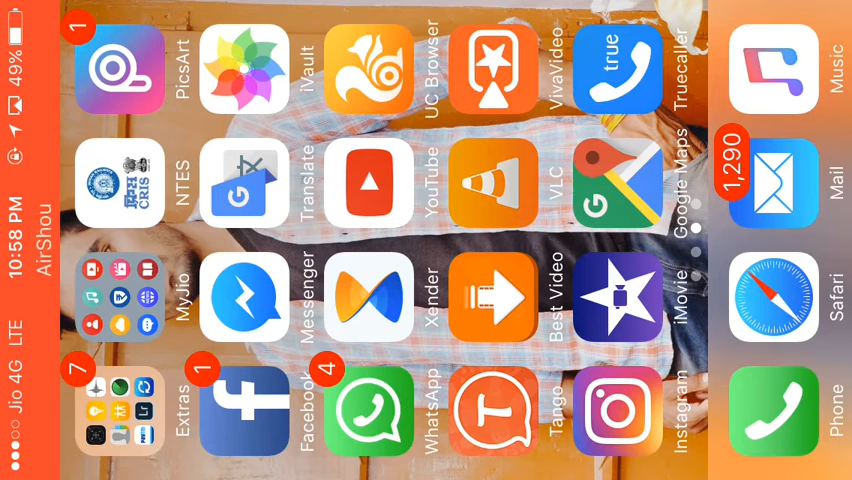 Jio 4G LTE 10:58 PM 49%
AirShou
7
1
Extras MyJio NTES PicsArt
1
Facebook Messenger Translate iVault
4
WhatsApp Xender YouTube UC Browser
Tango Best Video VLC VivaVideo
true
Instagram iMovie Google Maps Truecaller
1,290
Phone Safari Mail Music